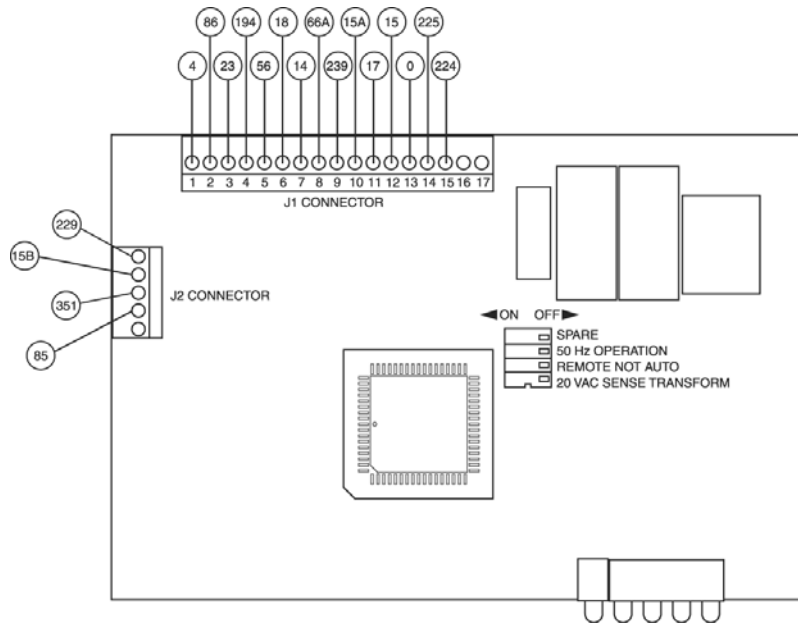 86 194 18 66A 15A 15 225
4 23 56 14 239 17 0 224
1 2 3 4 5 6 7 8 9 10 11 12 13 14 15 16 17
J1 CONNECTOR
229
15B
351
85
J2 CONNECTOR
ON OFF
SPARE
50 Hz OPERATION
REMOTE NOT AUTO
20 VAC SENSE TRANSFORM